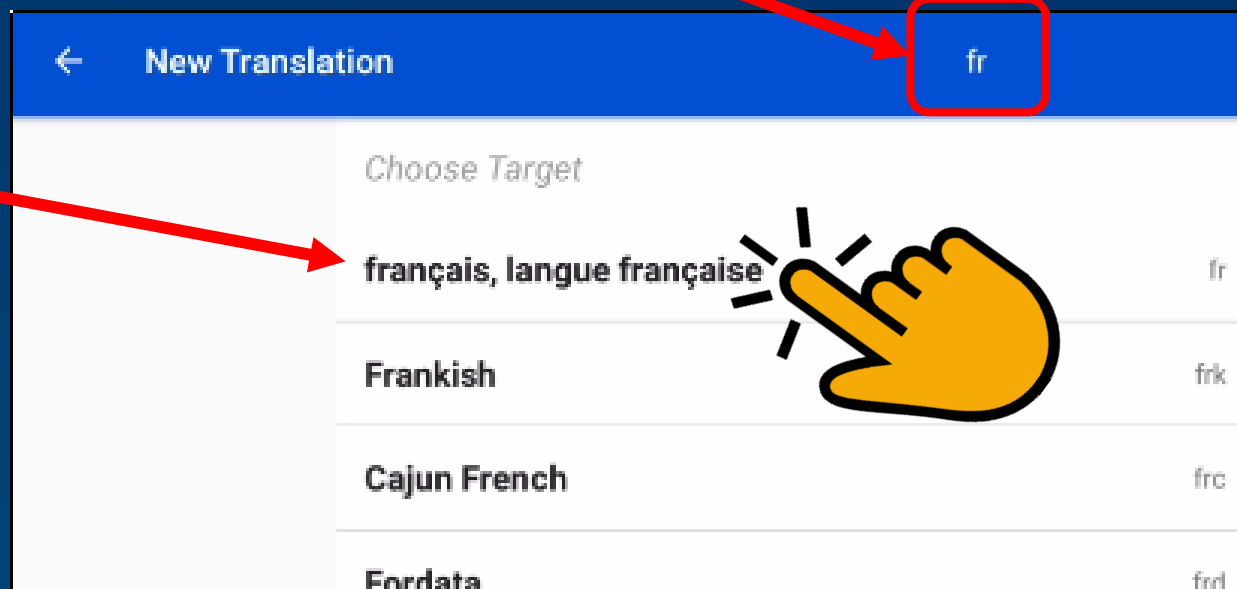 New Translation fr
Choose Target
français, langue française fr
Frankish frk
Cajun French frc
Fordata frd